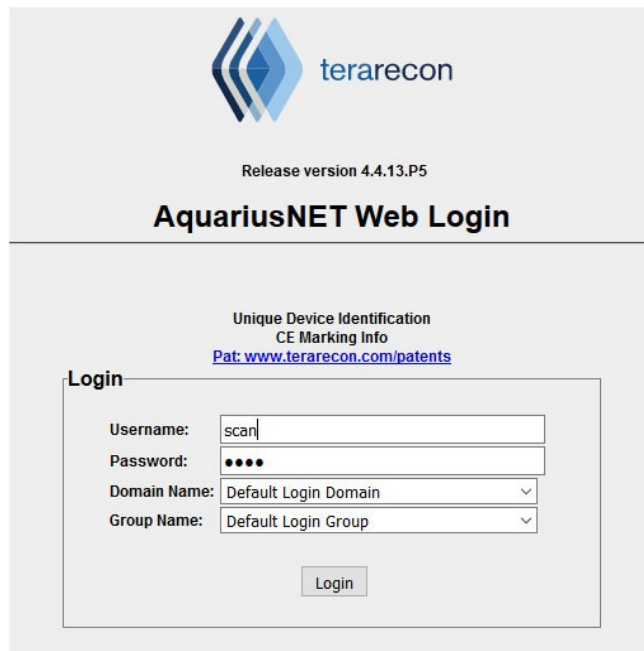 terarecon
Release version 4.4.13.P5
AquariusNET Web Login
Unique Device Identification
CE Marking Info
Pat: www.terarecon.com/patents
Login
Username: scan
Password: ●●●●
Domain Name: Default Login Domain
Group Name: Default Login Group
Login